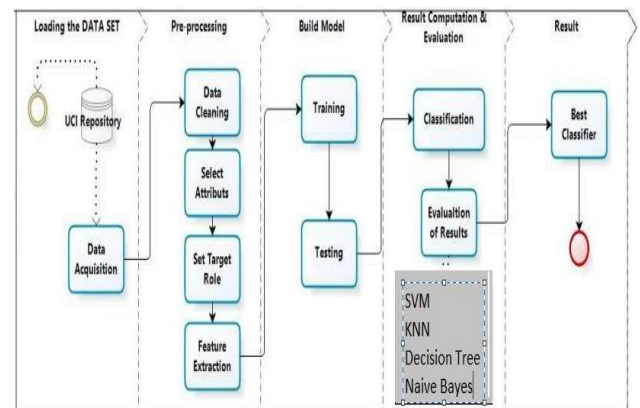 Loading the DATA SET
Pre-processing
Build Model
Result Computation &
Evaluation
Result
UCI Repository
Data
Acquisition
Data
Cleaning
Select
Attributs
Set Target
Role
Feature
Extraction
Training
Testing
Classification
Evaualtion
of Results
SVM
KNN
Decision Tree
Naive Bayes
Best
Classifier